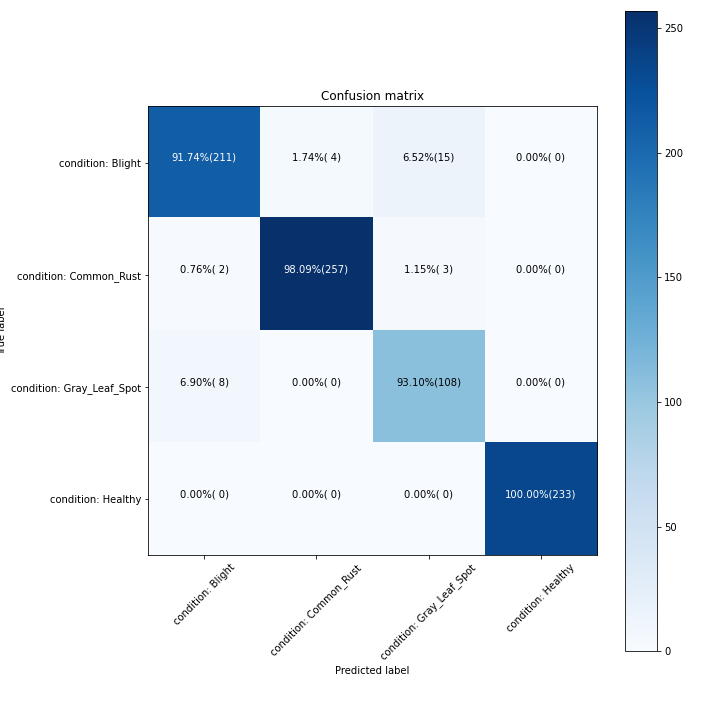 Confusion matrix
condition: Blight 91.74%(211) 1.74%( 4) 6.52%(15) 0.00%( 0)
condition: Common_Rust 0.76%( 2) 98.09%(257) 1.15%( 3) 0.00%( 0)
condition: Gray_Leaf_Spot 6.90%( 8) 0.00%( 0) 93.10%(108) 0.00%( 0)
condition: Healthy 0.00%( 0) 0.00%( 0) 0.00%( 0) 100.00%(233)
condition: Blight
condition: Common_Rust
condition: Gray_Leaf_Spot
condition: Healthy
Predicted label
True label
250
200
150
100
50
0